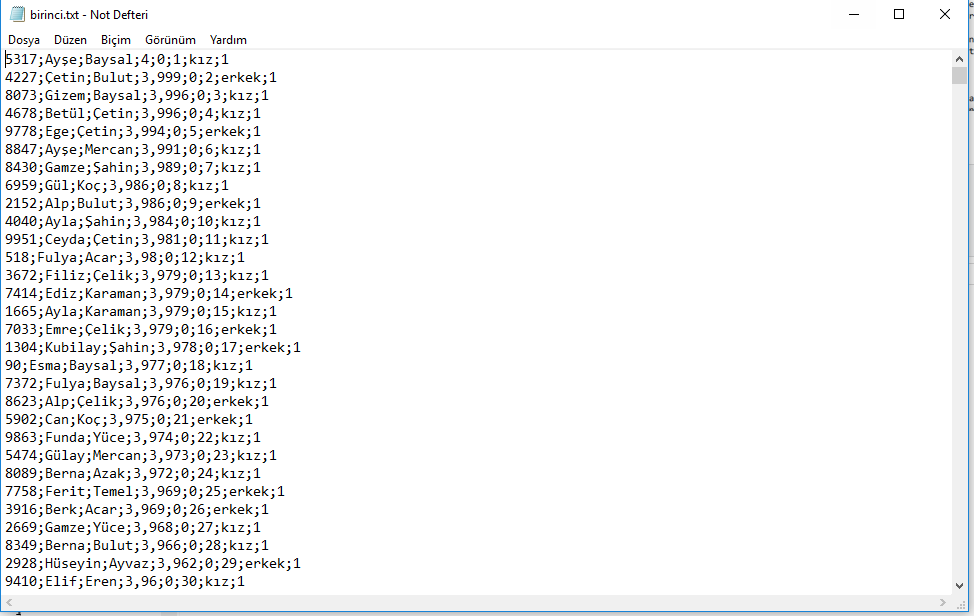 birinci.txt - Not Defteri
Dosya Düzen Biçim Görünüm Yardım
5317;Ayşe;Baysal;4;0;1;kız;1
4227;Çetin;Bulut;3,999;0;2;erkek;1
8073;Gizem;Baysal;3,996;0;3;kız;1
4678;Betül;Çetin;3,996;0;4;kız;1
9778;Ege;Çetin;3,994;0;5;erkek;1
8847;Ayşe;Mercan;3,991;0;6;kız;1
8430;Gamze;Şahin;3,989;0;7;kız;1
6959;Gül;Koç;3,986;0;8;kız;1
2152;Alp;Bulut;3,986;0;9;erkek;1
4040;Ayla;Şahin;3,984;0;10;kız;1
9951;Ceyda;Çetin;3,981;0;11;kız;1
518;Fulya;Acar;3,98;0;12;kız;1
3672;Filiz;Çelik;3,979;0;13;kız;1
7414;Ediz;Karaman;3,979;0;14;erkek;1
1665;Ayla;Karaman;3,979;0;15;kız;1
7033;Emre;Çelik;3,979;0;16;erkek;1
1304;Kubilay;Şahin;3,978;0;17;erkek;1
90;Esma;Baysal;3,977;0;18;kız;1
7372;Fulya;Baysal;3,976;0;19;kız;1
8623;Alp;Çelik;3,976;0;20;erkek;1
5902;Can;Koç;3,975;0;21;erkek;1
9863;Funda;Yüce;3,974;0;22;kız;1
5474;Gülay;Mercan;3,973;0;23;kız;1
8089;Berna;Azak;3,972;0;24;kız;1
7758;Ferit;Temel;3,969;0;25;erkek;1
3916;Berk;Acar;3,969;0;26;erkek;1
2669;Gamze;Yüce;3,968;0;27;kız;1
8349;Berna;Bulut;3,966;0;28;kız;1
2928;Hüseyin;Ayvaz;3,962;0;29;erkek;1
9410;Elif;Eren;3,96;0;30;kız;1